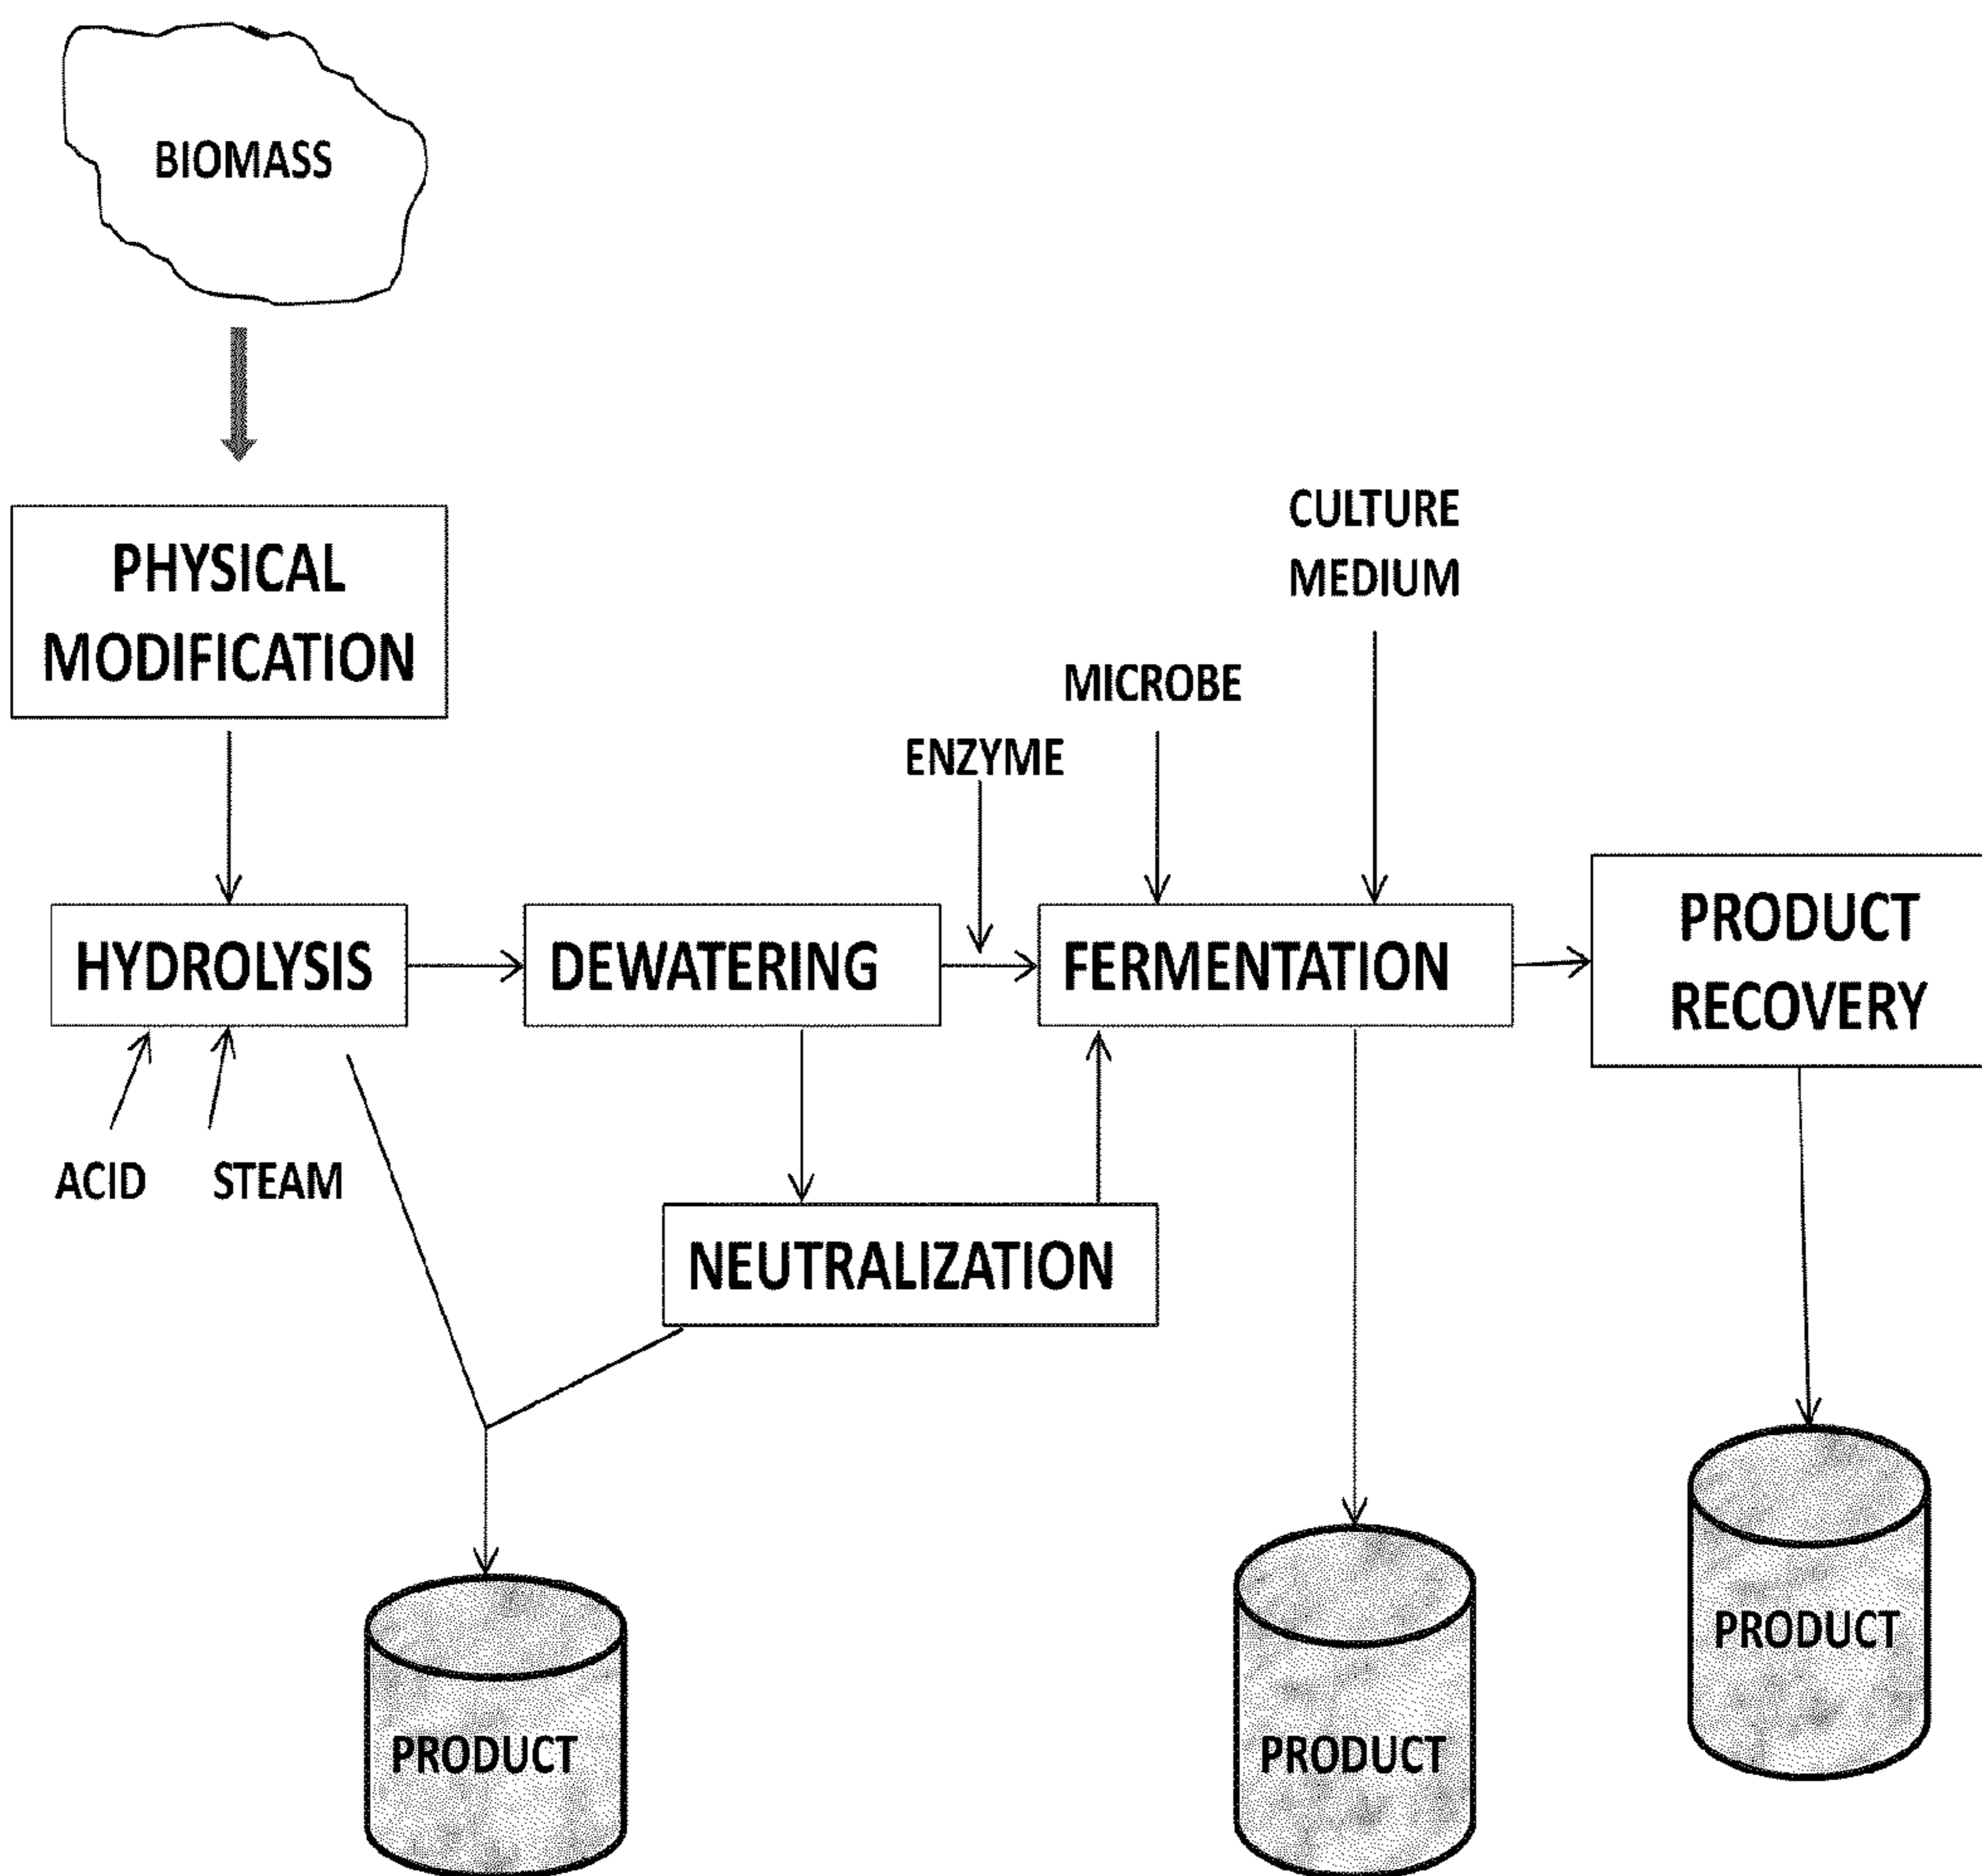 BIOMASS
PHYSICAL
MODIFICATION
CULTURE
MEDIUM
MICROBE
ENZYME
HYDROLYSIS
DEWATERING
FERMENTATION
PRODUCT
RECOVERY
ACID
STEAM
NEUTRALIZATION
PRODUCT
PRODUCT
PRODUCT